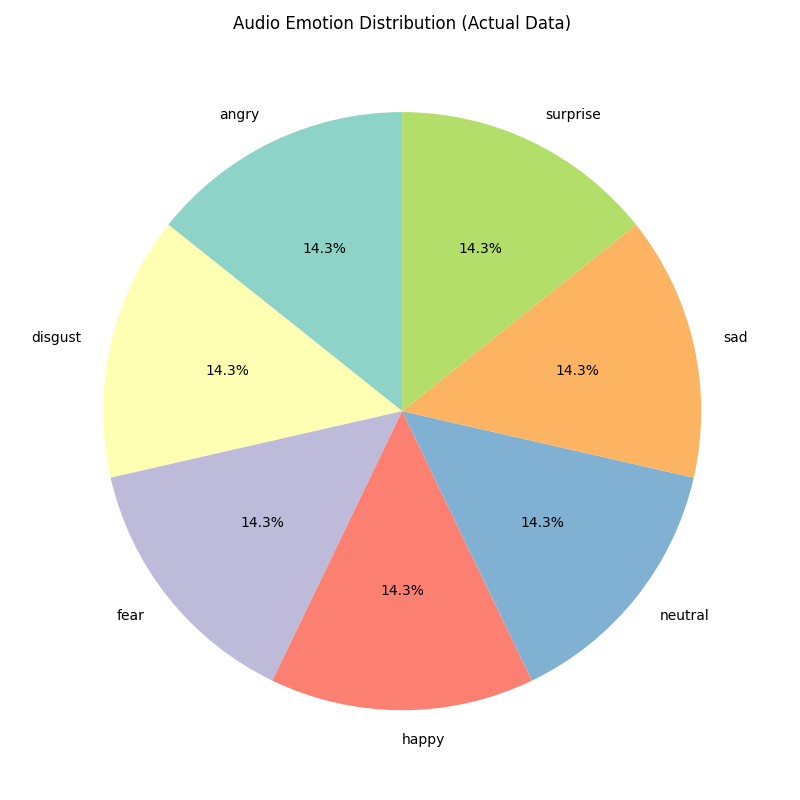 Audio Emotion Distribution (Actual Data)
angry
surprise
14.3%
14.3%
disgust
sad
14.3%
14.3%
14.3%
14.3%
14.3%
fear
neutral
happy